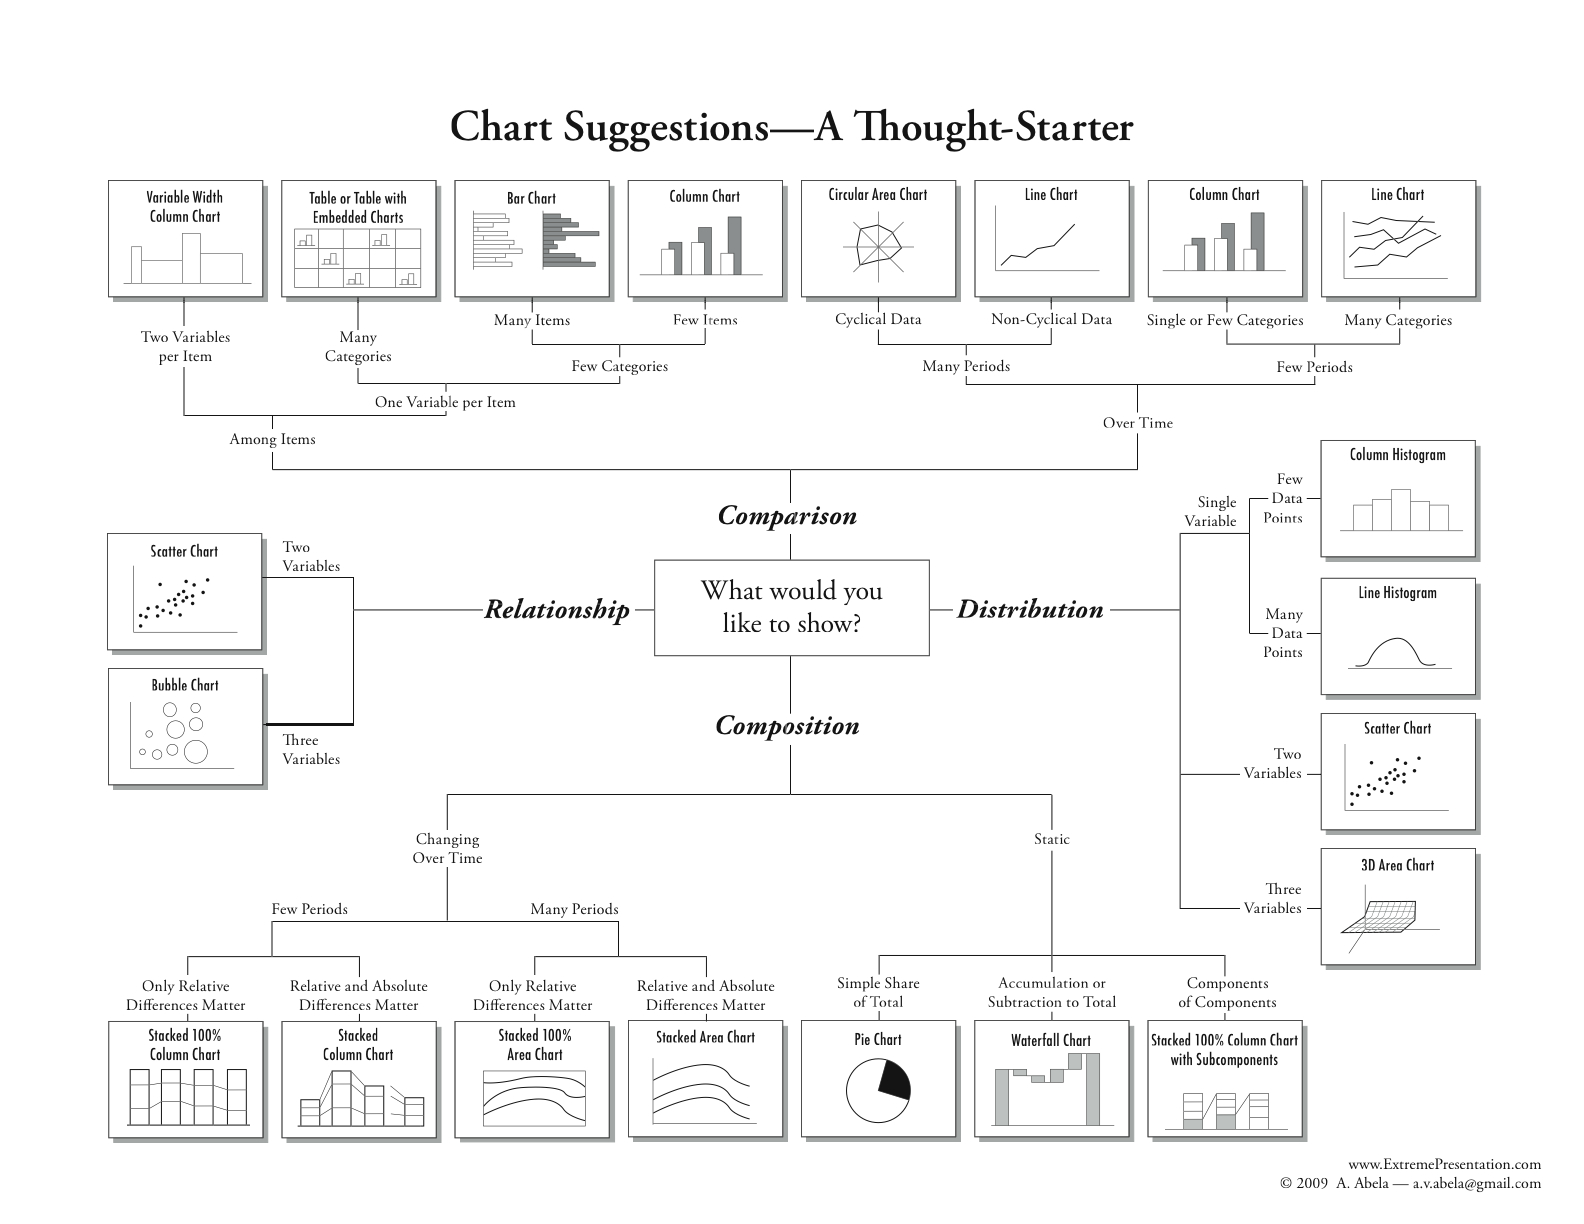 Chart Suggestions—A Thought-Starter
Variable Width
Column Chart
Table or Table with
Embedded Charts
Bar Chart
Column Chart
Circular Area Chart
Line Chart
Column Chart
Line Chart
Two Variables
per Item
Many
Categories
Many Items
Few Items
Cyclical Data
Non-Cyclical Data
Single or Few Categories
Many Categories
Few Categories
Many Periods
Few Periods
One Variable per Item
Among Items
Over Time
Comparison
What would you
like to show?
Relationship
Distribution
Composition
Scatter Chart
Two
Variables
Bubble Chart
Three
Variables
Single
Variable
Few
Data
Points
Column Histogram
Many
Data
Points
Line Histogram
Two
Variables
Scatter Chart
Three
Variables
3D Area Chart
Changing
Over Time
Static
Few Periods
Many Periods
Only Relative
Differences Matter
Relative and Absolute
Differences Matter
Only Relative
Differences Matter
Relative and Absolute
Differences Matter
Simple Share
of Total
Accumulation or
Subtraction to Total
Components
of Components
Stacked 100%
Column Chart
Stacked
Column Chart
Stacked 100%
Area Chart
Stacked Area Chart
Pie Chart
Waterfall Chart
Stacked 100% Column Chart
with Subcomponents
www.ExtremePresentation.com
© 2009 A. Abela — a.v.abela@gmail.com